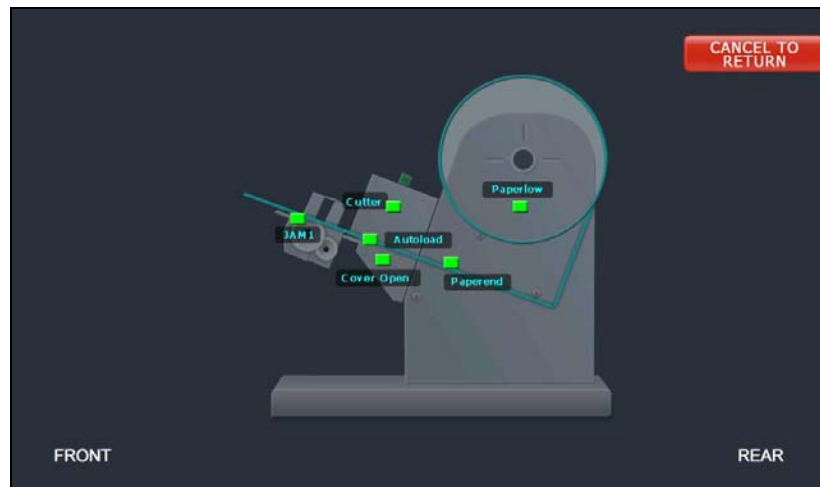 CANCEL TO
RETURN
Paperlow
Cutter
JAM1
Autoload
Cover Open
Paperend
FRONT
REAR